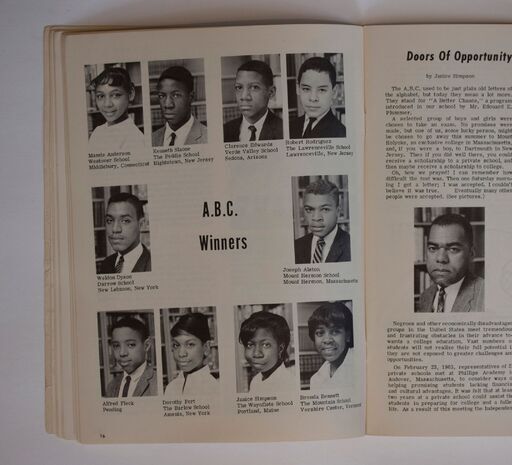 Mamie Anderson
Westover School
Middlebury, Connecticut
Kenneth Slaone
The Peddie School
Hightstown, New Jersey
Clarence Edwards
Verde Valley School
Sedona, Arizona
Robert Rodriguez
The Lawrenceville School
Lawrenceville, New Jersey
A.B.C.
Winners
Waldon Dyson
Darrow School
New Lebanon, New York
Joseph Alston
Mount Hermon School
Mount Hermon, Massachusetts
Alfred Fleck
Pending
Dorothy Fort
The Barlow School
Amenia, New York
Janice Simpson
The Waynflete School
Portland, Maine
Brenda Bennett
The Mountain School
Vershire Center, Vermont
16
Doors Of Opportunity
by Janice Simpson
The A.B.C. used to be just plain old letters of
the alphabet, but today they mean a lot more.
They stand for "A Better Chance," a program
introduced in our school by Mr. Edouard E.
Plummer.
A selected group of boys and girls were
chosen to take an exam. No promises were
made, but one of us, some lucky person, might
be chosen to go away this summer to Mount
Holyoke, an exclusive college in Massachusetts,
and, if you were a boy, to Dartmouth in New
Jersey. Then if you did well there, you could
receive a scholarship to a private school, and
then maybe receive a scholarship to college.
Oh, how we prayed! I can remember how
difficult the test was. Then one Saturday morn-
ing I got a letter; I was accepted. I couldn't
believe it was true. Eventually many other
people were accepted. (See pictures.)
Negroes and other economically disadvantaged
groups in the United States meet tremendous
and frustrating obstacles in their advance to-
wards a college education. Vast numbers of
students will not realize their full potential if
they are not exposed to greater challenges and
opportunities.
On February 23, 1963, representatives of
private schools met at Phillips Academy in
Andover, Massachusetts, to consider ways of
helping promising students lacking financial
and cultural advantages. It was felt that at least
two years at a private school could assist the
students in preparing for college and a fuller
life. As a result of this meeting the Independent